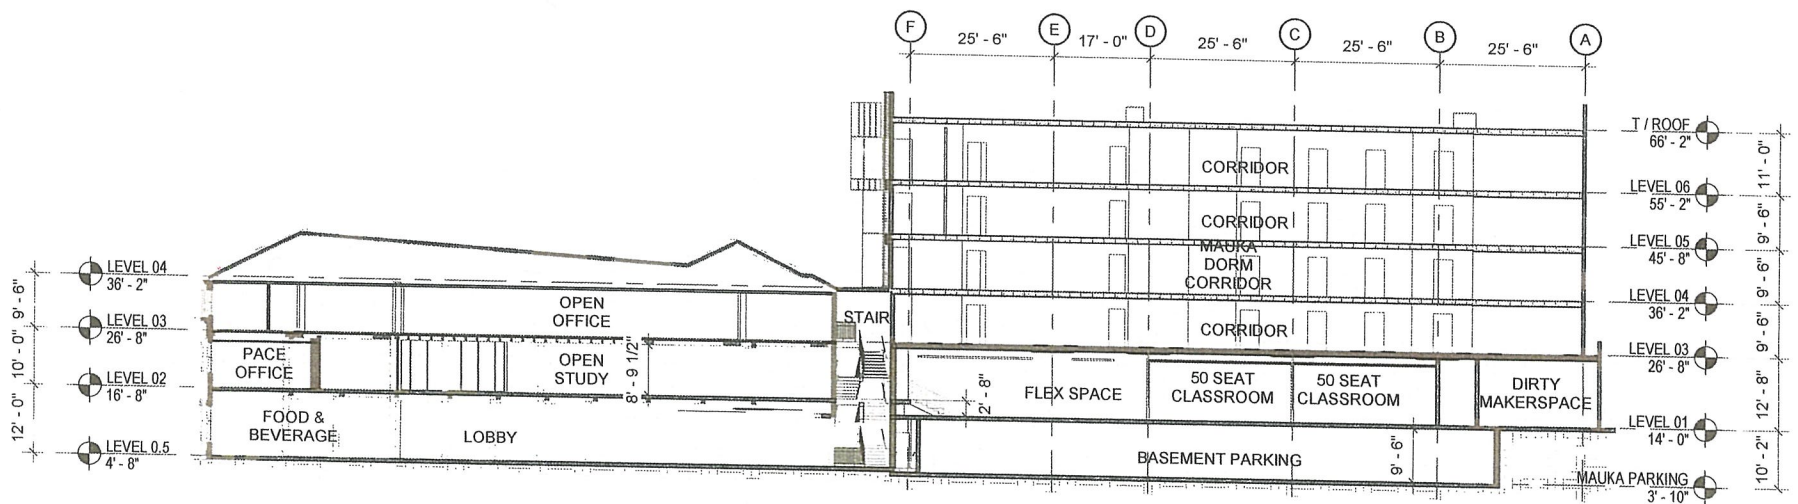 F E D C B A
25' - 6" 17' - 0" 25' - 6" 25' - 6" 25' - 6"
T / ROOF
66' - 2"
11' - 0"
CORRIDOR
LEVEL 06
55' - 2"
9' - 6"
CORRIDOR
LEVEL 05
45' - 8"
MAUKA
DORM
CORRIDOR
9' - 6"
LEVEL 04
36' - 2"
CORRIDOR
9' - 6"
LEVEL 03
26' - 8"
12' - 8"
LEVEL 01
14' - 0"
10' - 2"
MAUKA PARKING
3' - 10"
LEVEL 04
36' - 2"
9' - 6"
LEVEL 03
26' - 8"
10' - 0"
LEVEL 02
16' - 8"
12' - 0"
LEVEL 0.5
4' - 8"
OPEN
OFFICE
STAIR
PACE
OFFICE
OPEN
STUDY
8' - 9 1/2"
FOOD &
BEVERAGE
LOBBY
2' - 8"
FLEX SPACE
50 SEAT
CLASSROOM
50 SEAT
CLASSROOM
DIRTY
MAKERSPACE
BASEMENT PARKING
9' - 6"